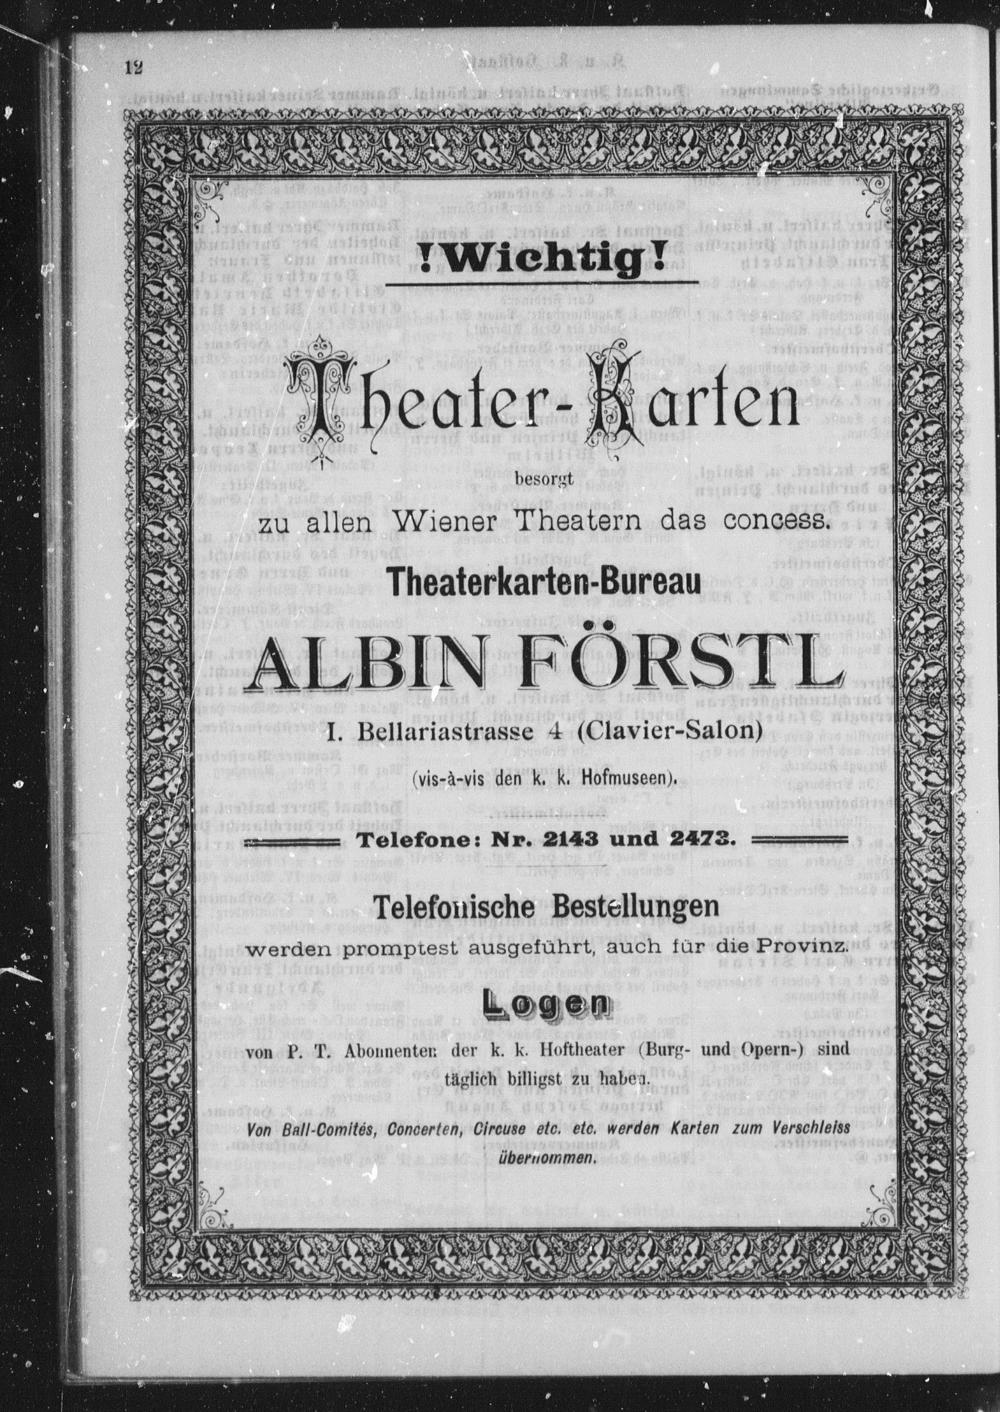 12
!Wichtig!
Theater-Karten
besorgt
zu allen Wiener Theatern das concess.
Theaterkarten-Bureau
ALBIN FÖRSTL
I. Bellariastrasse 4 (Clavier-Salon)
(vis-à-vis den k. k. Hofmuseen).
Telefone: Nr. 2143 und 2473.
Telefonische Bestellungen
werden promptest ausgeführt, auch für die Provinz.
Logen
von P. T. Abonnenten der k. k. Hoftheater (Burg- und Opern-) sind
täglich billigst zu haben.
Von Ball-Comités, Concerten, Circuse etc. etc. werden Karten zum Verschleiss
übernommen.